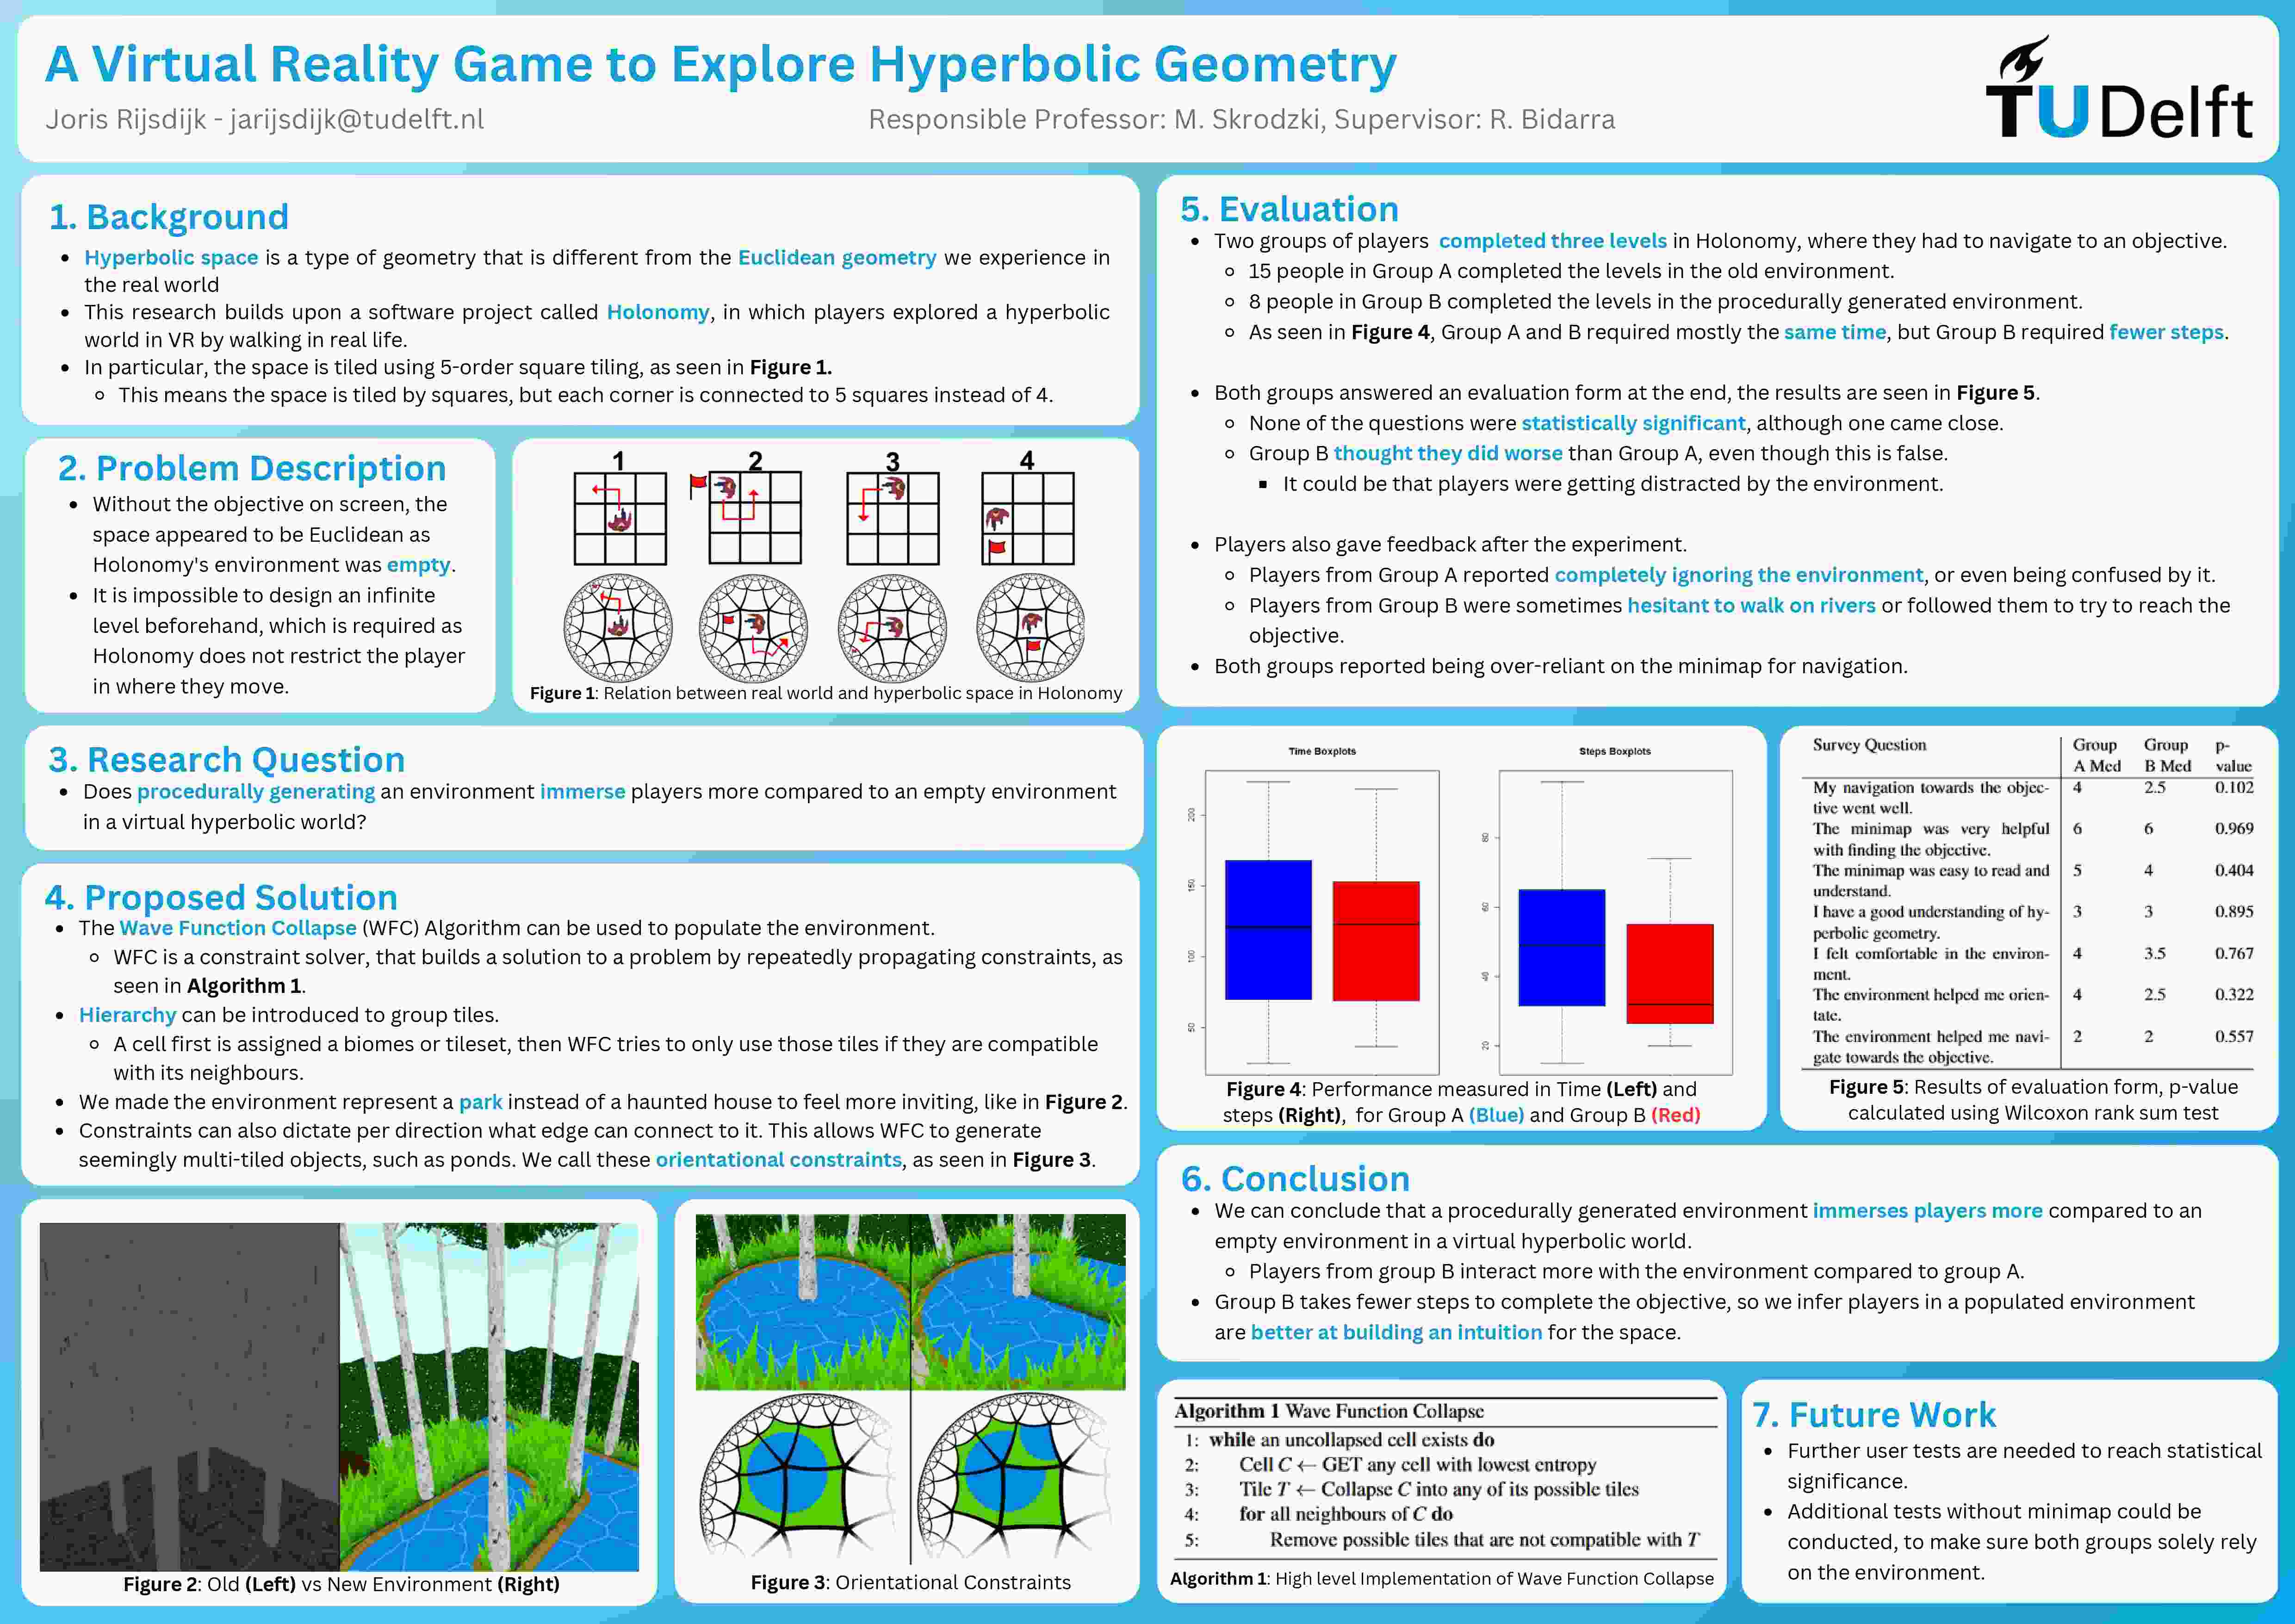 A Virtual Reality Game to Explore Hyperbolic Geometry
Joris Rijsdijk - jarijsdijk@tudelft.nl
Responsible Professor: M. Skrodzki, Supervisor: R. Bidarra
TUDelft
1. Background
• Hyperbolic space is a type of geometry that is different from the Euclidean geometry we experience in
the real world
• This research builds upon a software project called Holonomy, in which players explored a hyperbolic
world in VR by walking in real life.
• In particular, the space is tiled using 5-order square tiling, as seen in Figure 1.
◦ This means the space is tiled by squares, but each corner is connected to 5 squares instead of 4.
2. Problem Description
• Without the objective on screen, the
space appeared to be Euclidean as
Holonomy's environment was empty.
• It is impossible to design an infinite
level beforehand, which is required as
Holonomy does not restrict the player
in where they move.
1 2 3 4
Figure 1: Relation between real world and hyperbolic space in Holonomy
3. Research Question
• Does procedurally generating an environment immerse players more compared to an empty environment
in a virtual hyperbolic world?
4. Proposed Solution
• The Wave Function Collapse (WFC) Algorithm can be used to populate the environment.
◦ WFC is a constraint solver, that builds a solution to a problem by repeatedly propagating constraints, as
seen in Algorithm 1.
• Hierarchy can be introduced to group tiles.
◦ A cell first is assigned a biomes or tileset, then WFC tries to only use those tiles if they are compatible
with its neighbours.
• We made the environment represent a park instead of a haunted house to feel more inviting, like in Figure 2.
• Constraints can also dictate per direction what edge can connect to it. This allows WFC to generate
seemingly multi-tiled objects, such as ponds. We call these orientational constraints, as seen in Figure 3.
Figure 2: Old (Left) vs New Environment (Right)
Figure 3: Orientational Constraints
5. Evaluation
• Two groups of players completed three levels in Holonomy, where they had to navigate to an objective.
◦ 15 people in Group A completed the levels in the old environment.
◦ 8 people in Group B completed the levels in the procedurally generated environment.
◦ As seen in Figure 4, Group A and B required mostly the same time, but Group B required fewer steps.
• Both groups answered an evaluation form at the end, the results are seen in Figure 5.
◦ None of the questions were statistically significant, although one came close.
◦ Group B thought they did worse than Group A, even though this is false.
▪ It could be that players were getting distracted by the environment.
• Players also gave feedback after the experiment.
◦ Players from Group A reported completely ignoring the environment, or even being confused by it.
◦ Players from Group B were sometimes hesitant to walk on rivers or followed them to try to reach the
objective.
• Both groups reported being over-reliant on the minimap for navigation.
Time Boxplots
200
150
100
50
Steps Boxplots
80
60
40
20
Figure 4: Performance measured in Time (Left) and
steps (Right), for Group A (Blue) and Group B (Red)
Survey Question Group Group p-
A Med B Med value
My navigation towards the objec- 4 2.5 0.102
tive went well.
The minimap was very helpful 6 6 0.969
with finding the objective.
The minimap was easy to read and 5 4 0.404
understand.
I have a good understanding of hy- 3 3 0.895
perbolic geometry.
I felt comfortable in the environ- 4 3.5 0.767
ment.
The environment helped me orien- 4 2.5 0.322
tate.
The environment helped me navi- 2 2 0.557
gate towards the objective.
Figure 5: Results of evaluation form, p-value
calculated using Wilcoxon rank sum test
6. Conclusion
• We can conclude that a procedurally generated environment immerses players more compared to an
empty environment in a virtual hyperbolic world.
◦ Players from group B interact more with the environment compared to group A.
• Group B takes fewer steps to complete the objective, so we infer players in a populated environment
are better at building an intuition for the space.
Algorithm 1 Wave Function Collapse
1: while an uncollapsed cell exists do
2: Cell C ← GET any cell with lowest entropy
3: Tile T ← Collapse C into any of its possible tiles
4: for all neighbours of C do
5: Remove possible tiles that are not compatible with T
Algorithm 1: High level Implementation of Wave Function Collapse
7. Future Work
• Further user tests are needed to reach statistical
significance.
• Additional tests without minimap could be
conducted, to make sure both groups solely rely
on the environment.